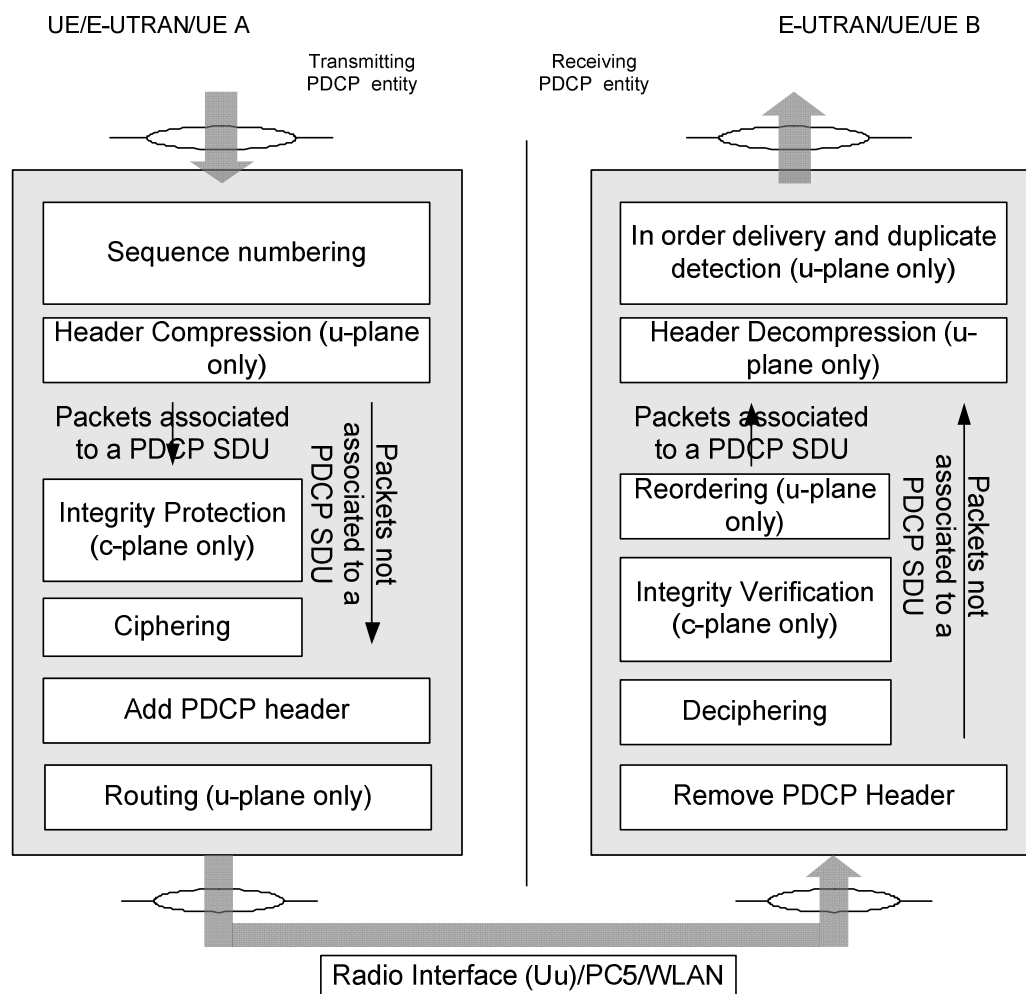 UE/E-UTRAN/UE A
E-UTRAN/UE/UE B
Transmitting
PDCP entity
Receiving
PDCP entity
Sequence numbering
Header Compression (u-plane
only)
Packets associated
to a PDCP SDU
Packets not
associated to a
PDCP SDU
Integrity Protection
(c-plane only)
Ciphering
Add PDCP header
Routing (u-plane only)
In order delivery and duplicate
detection (u-plane only)
Header Decompression (u-
plane only)
Packets associated
to a PDCP SDU
Reordering (u-plane
only)
Packets not
associated to a
PDCP SDU
Integrity Verification
(c-plane only)
Deciphering
Remove PDCP Header
Radio Interface (Uu)/PC5/WLAN